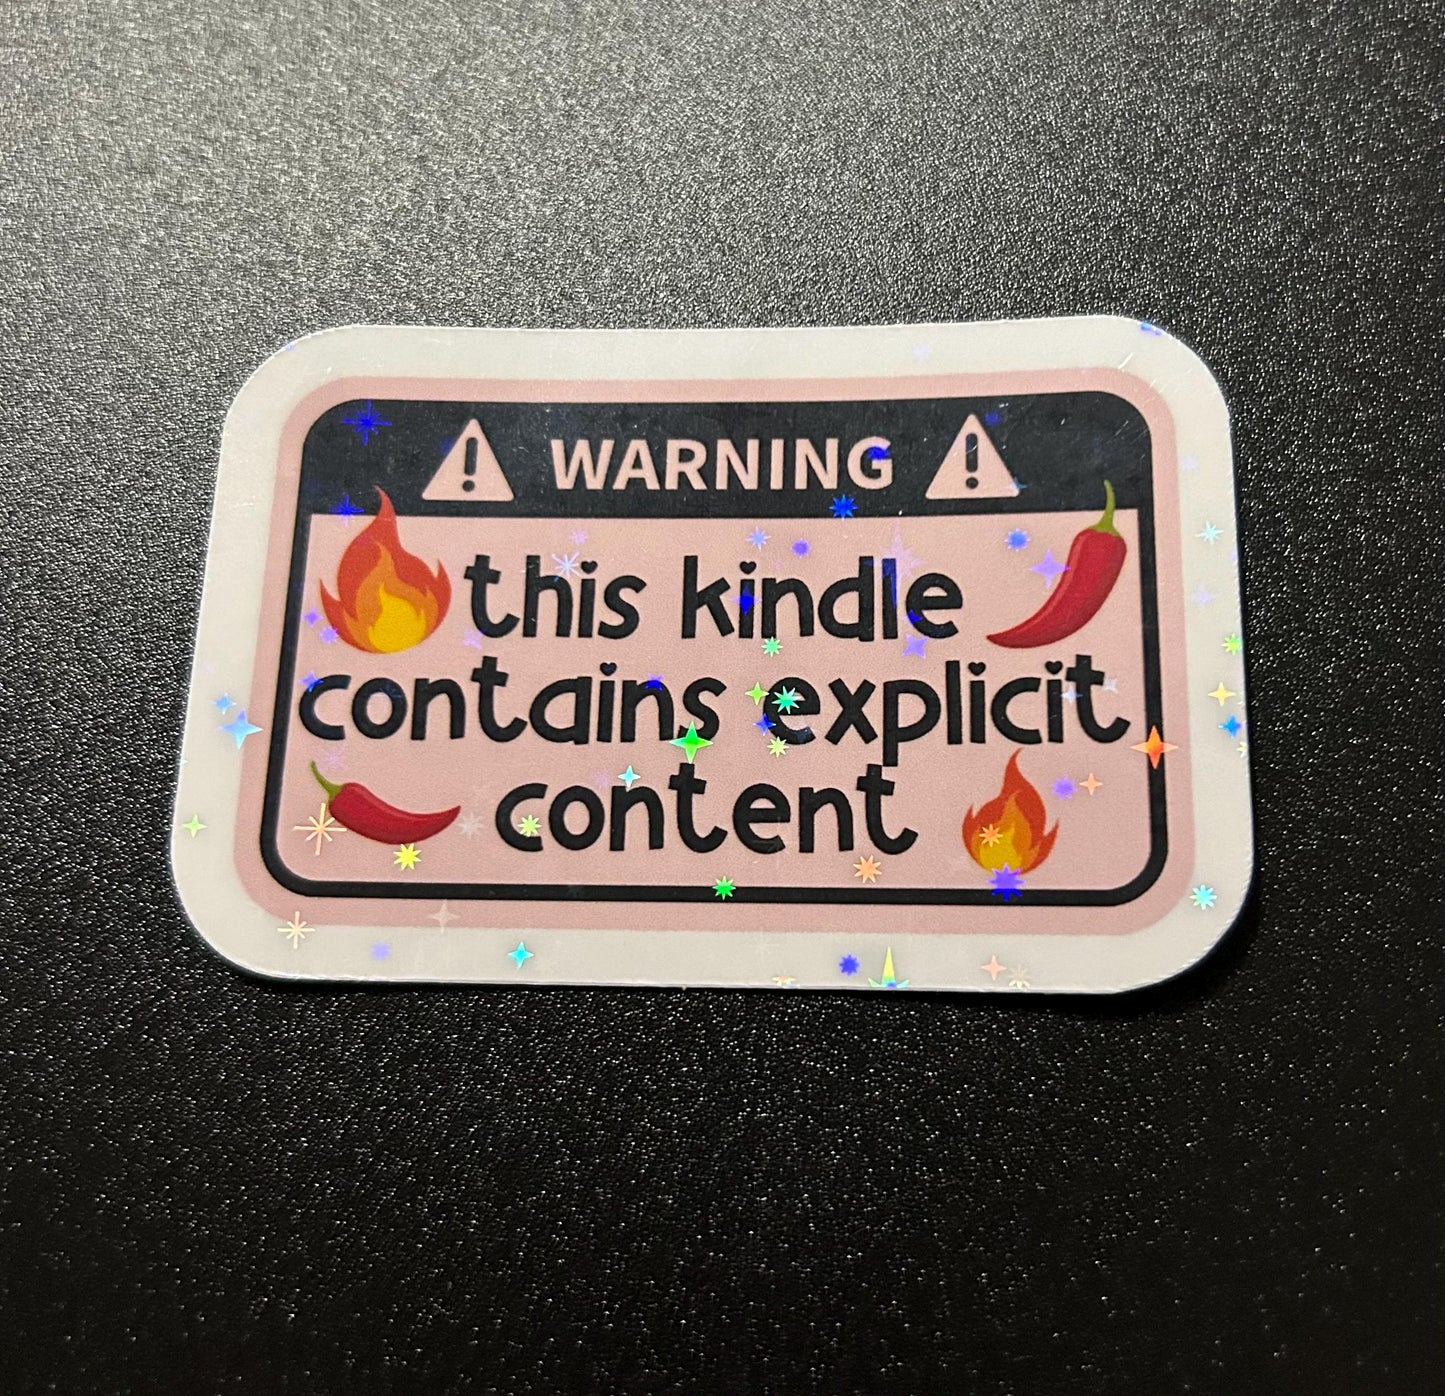 WARNING
this kindle
contains explicit
content